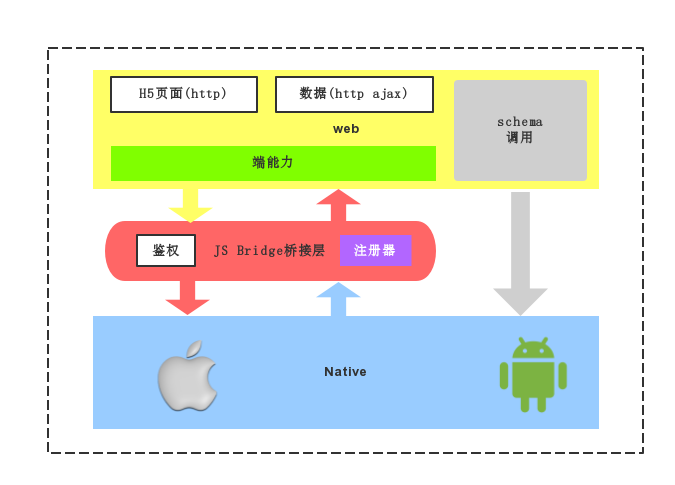 H5页面(http)
数据(http ajax)
web
schema
调用
端能力
鉴权
JS Bridge桥接层
注册器
Native